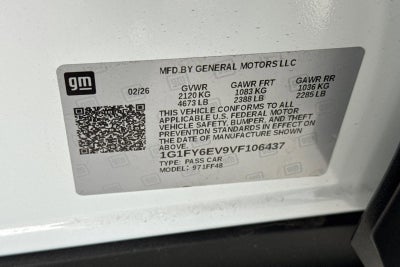 gm
MFD.BY GENERAL MOTORS LLC
02/26 GVWR GAWR FRT GAWR RR
2120 KG 1083 KG 1036 KG
4673 LB 2388 LB 2285 LB
THIS VEHICLE CONFORMS TO ALL
APPLICABLE U.S. FEDERAL MOTOR
VEHICLE SAFETY, BUMPER, AND THEFT
PREVENTION STANDARDS IN EFFECT ON
THE DATE OF MANUFACTURE SHOWN
ABOVE.
1G1FY6EV9VF106437
TYPE: PASS CAR
MODEL: 971FF48